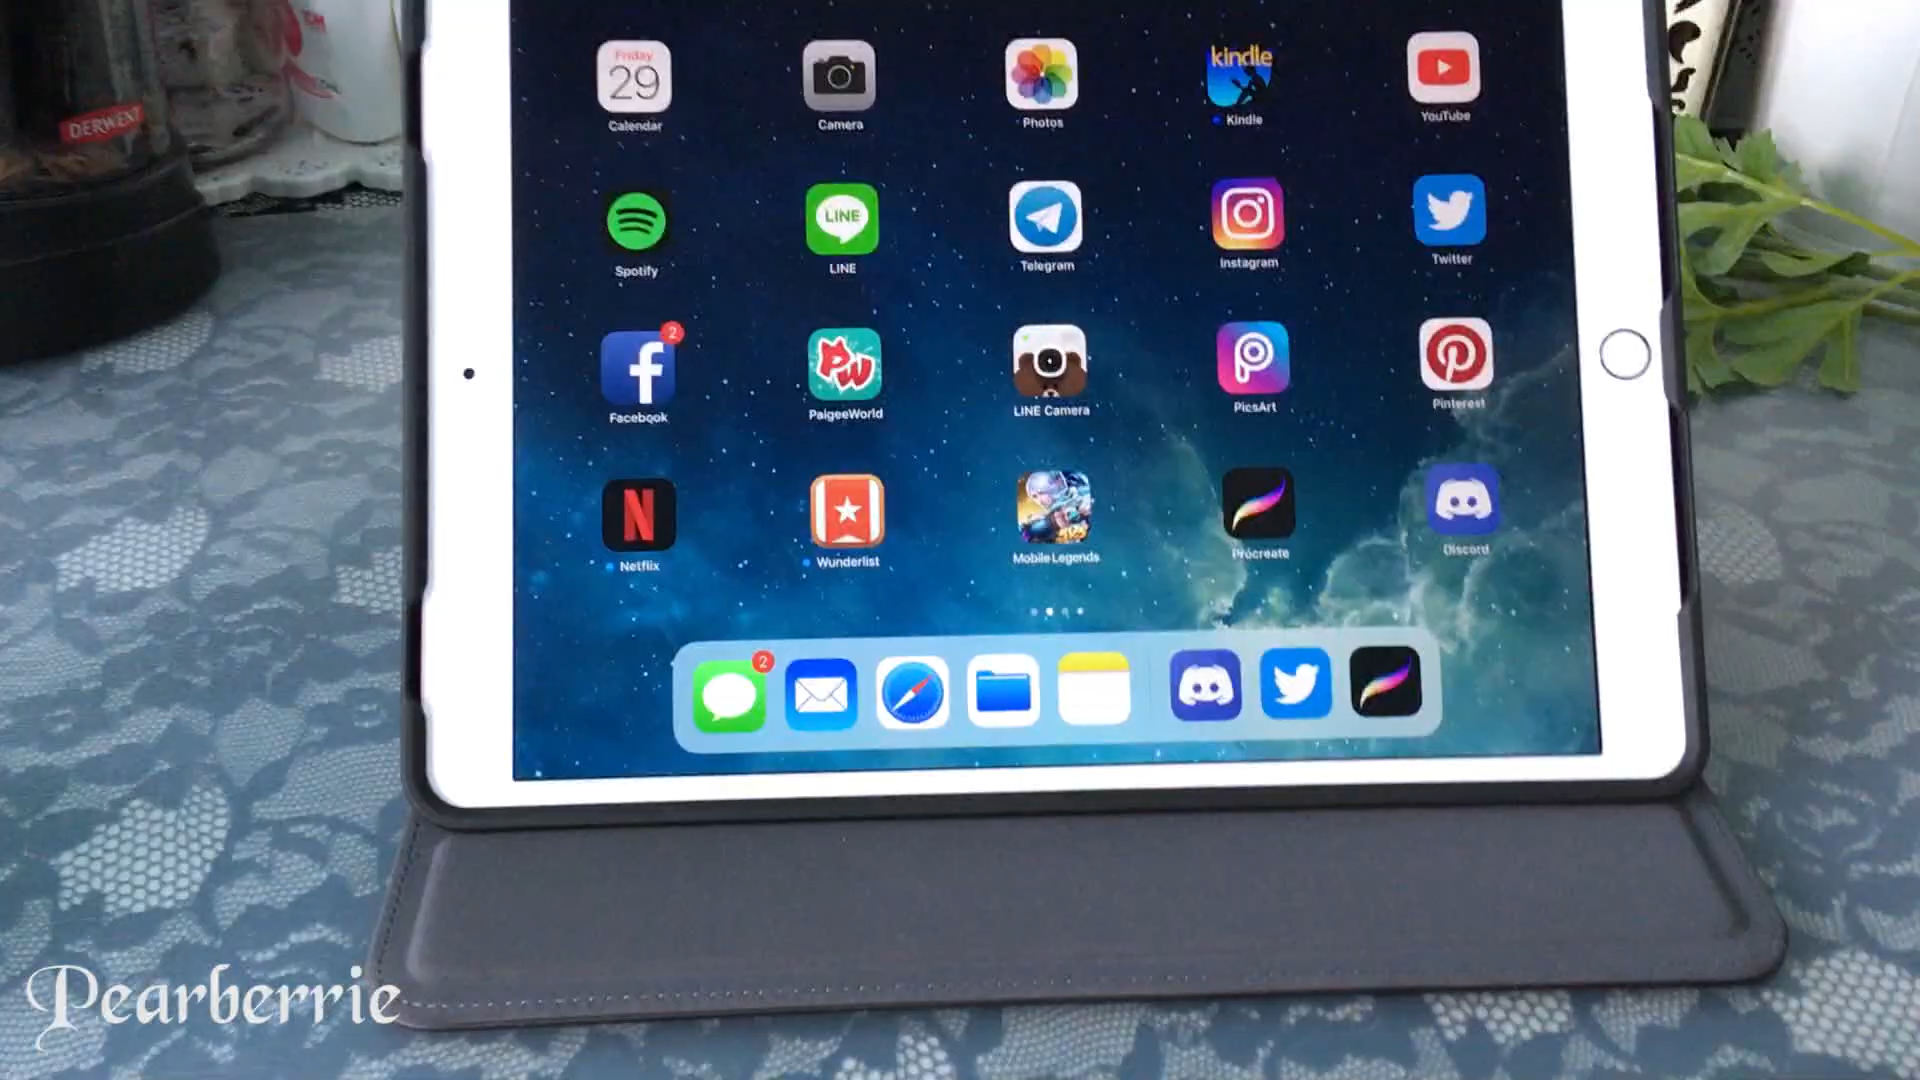 DERWENT
Friday
29
Calendar
Camera
Photos
kindle
Kindle
YouTube
Spotify
LINE
LINE
Telegram
Instagram
Twitter
2
Facebook
PW
PaigeeWorld
LINE Camera
PicsArt
Pinterest
N
Netflix
Wunderlist
Mobile Legends
Procreate
Discord
2
Pearberrie